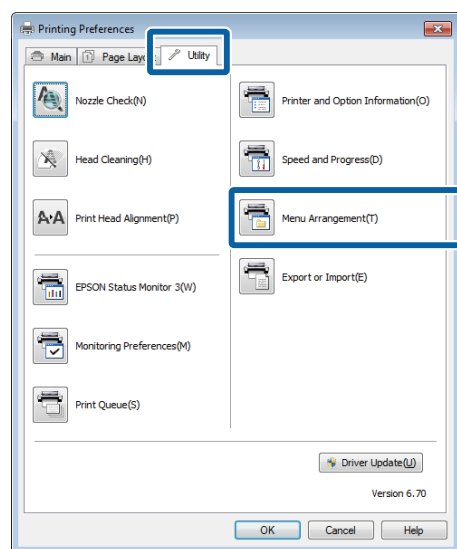 Printing Preferences
Main
Page Lay
Utility
Nozzle Check(N)
Printer and Option Information(O)
Head Cleaning(H)
Speed and Progress(D)
Print Head Alignment(P)
Menu Arrangement(T)
EPSON Status Monitor 3(W)
Export or Import(E)
Monitoring Preferences(M)
Print Queue(S)
Driver Update(U)
Version 6.70
OK
Cancel
Help